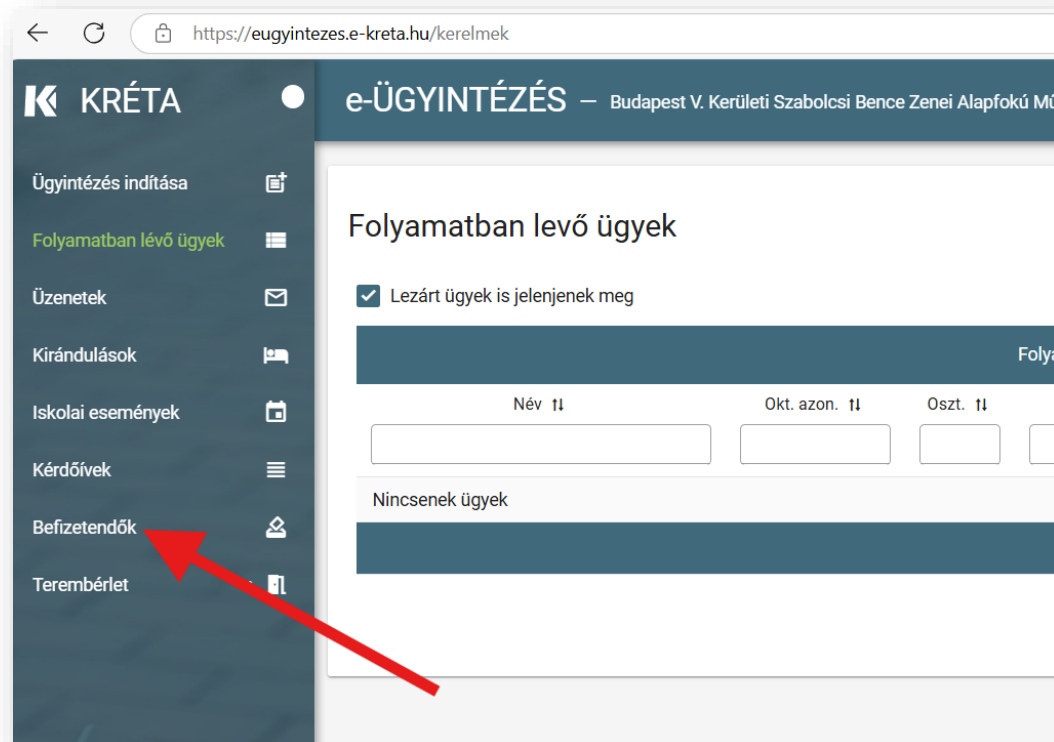 https://eugyintezes.e-kreta.hu/kerelmek
KRÉTA
e-ÜGYINTÉZÉS — Budapest V. Kerületi Szabolcsi Bence Zenei Alapfokú Mű
Ügyintézés indítása
Folyamatban lévő ügyek
Üzenetek
Kirándulások
Iskolai események
Kérdőívek
Befizetendők
Terembérlet
Folyamatban levő ügyek
Lezárt ügyek is jelenjenek meg
Folya
Név Okt. azon. Oszt.
Nincsenek ügyek